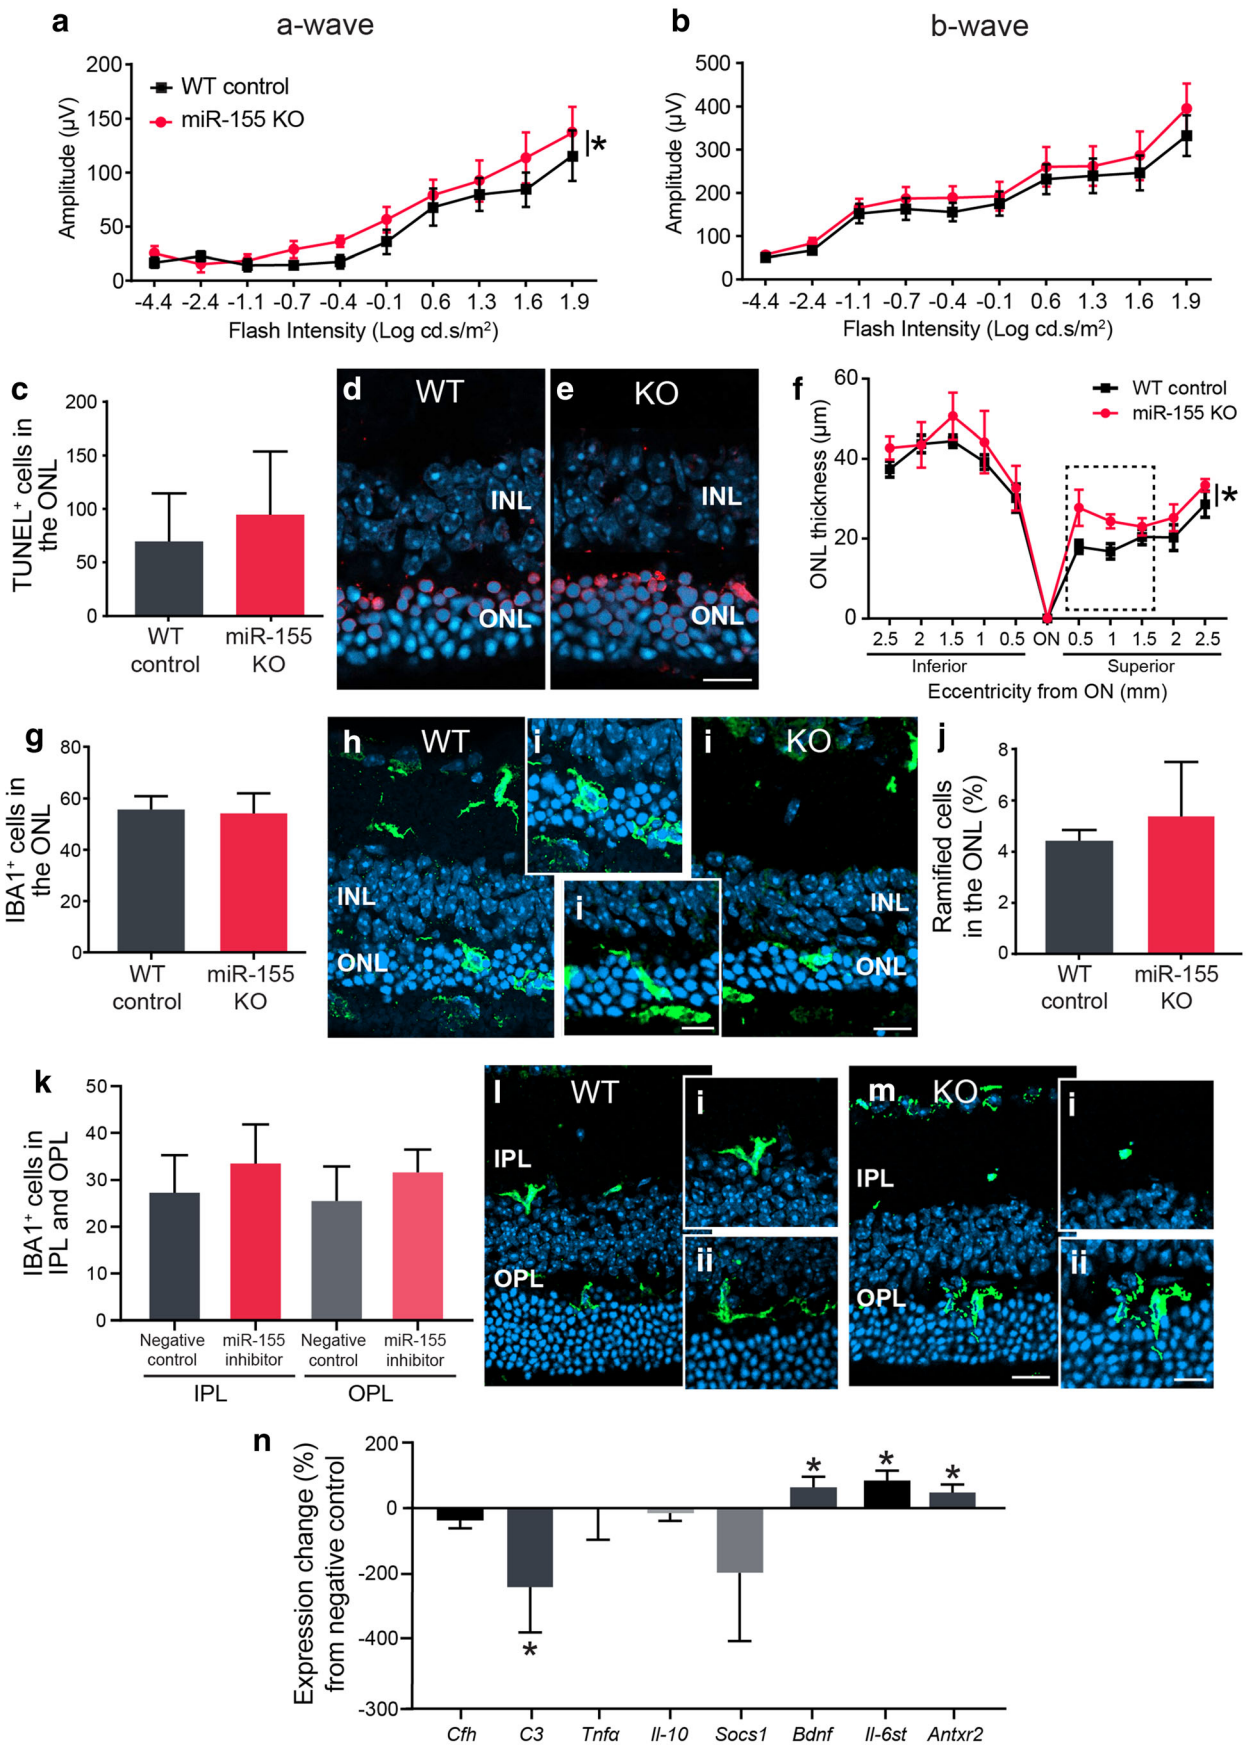 a
a-wave
200
150
100
50
0
Amplitude (µV)
WT control
miR-155 KO
*
-4.4 -2.4 -1.1 -0.7 -0.4 -0.1 0.6 1.3 1.6 1.9
Flash Intensity (Log cd.s/m²)
b
b-wave
500
400
300
200
100
0
Amplitude (µV)
-4.4 -2.4 -1.1 -0.7 -0.4 -0.1 0.6 1.3 1.6 1.9
Flash Intensity (Log cd.s/m²)
c
200
150
100
50
0
TUNEL⁺ cells in
the ONL
WT
control
miR-155
KO
d
WT
INL
ONL
e
KO
INL
ONL
f
60
40
20
0
ONL thickness (µm)
WT control
miR-155 KO
*
2.5 2 1.5 1 0.5 ON 0.5 1 1.5 2 2.5
Inferior Superior
Eccentricity from ON (mm)
g
80
60
40
20
0
IBA1⁺ cells in
the ONL
WT
control
miR-155
KO
h
WT
i
INL
ONL
i
KO
i
INL
ONL
j
8
6
4
2
0
Ramified cells
in the ONL (%)
WT
control
miR-155
KO
k
50
40
30
20
10
0
IBA1⁺ cells in
IPL and OPL
Negative
control
miR-155
inhibitor
Negative
control
miR-155
inhibitor
IPL OPL
l
WT
IPL
OPL
i
ii
m
KO
IPL
OPL
i
ii
n
200
0
-200
-400
-300
Expression change (%)
from negative control
*
*
*
*
Cfh C3 Tnfα Il-10 Socs1 Bdnf Il-6st Antxr2